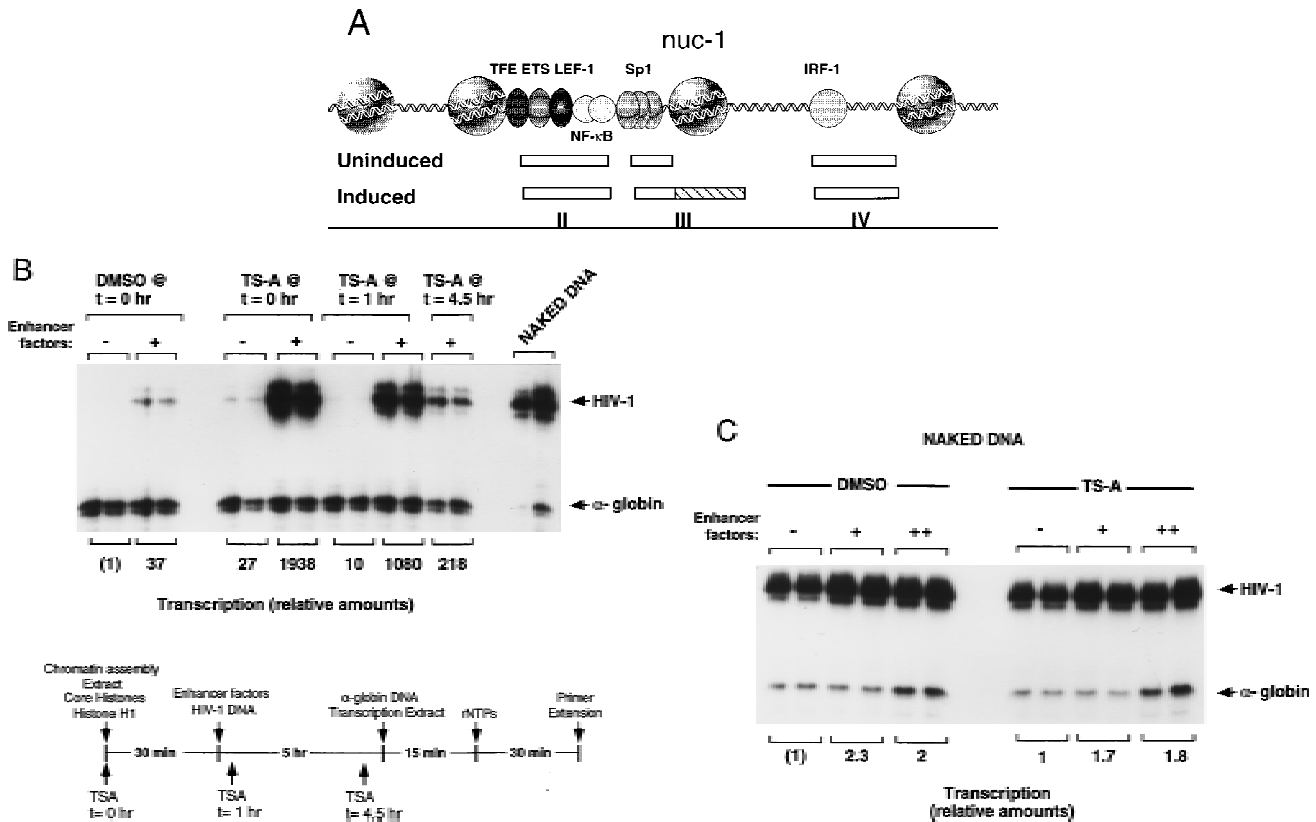 A
nuc-1
TFE ETS LEF-1
Sp1
IRF-1
NF-κB
Uninduced
Induced
II
III
IV
B
DMSO @
t = 0 hr
TS-A @
t = 0 hr
TS-A @
t = 1 hr
TS-A @
t = 4.5 hr
NAKED DNA
Enhancer
factors:
- + - + - + +
HIV-1
α-globin
(1) 37 27 1938 10 1080 218
Transcription (relative amounts)
Chromatin assembly
Extract
Core Histones
Histone H1
Enhancer factors
HIV-1 DNA
α-globin DNA
Transcription Extract
rNTPs
Primer
Extension
30 min
5 hr
15 min
30 min
TSA
t= 0 hr
TSA
t= 1 hr
TSA
t= 4.5 hr
C
NAKED DNA
DMSO
TS-A
Enhancer
factors:
- + ++ - + ++
HIV-1
α-globin
(1) 2.3 2 1 1.7 1.8
Transcription
(relative amounts)